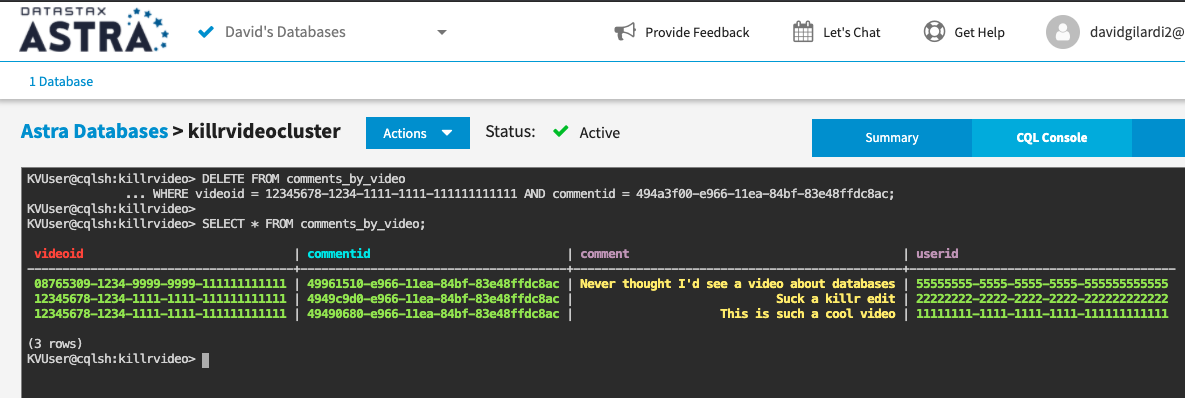 DATASTAX
ASTRA
David's Databases
Provide Feedback
Let's Chat
Get Help
davidgilardi2@
1 Database
Astra Databases > killrvideocluster
Actions
Status:
Active
Summary
CQL Console
KVUser@cqlsh:killrvideo> DELETE FROM comments_by_video
... WHERE videoid = 12345678-1234-1111-1111-111111111111 AND commentid = 494a3f00-e966-11ea-84bf-83e48ffdc8ac;
KVUser@cqlsh:killrvideo>
KVUser@cqlsh:killrvideo> SELECT * FROM comments_by_video;
videoid | commentid | comment | userid
08765309-1234-9999-9999-111111111111 | 49961510-e966-11ea-84bf-83e48ffdc8ac | Never thought I'd see a video about databases | 55555555-5555-5555-5555-555555555555
12345678-1234-1111-1111-111111111111 | 4949c9d0-e966-11ea-84bf-83e48ffdc8ac | Suck a killr edit | 22222222-2222-2222-2222-222222222222
12345678-1234-1111-1111-111111111111 | 49490680-e966-11ea-84bf-83e48ffdc8ac | This is such a cool video | 11111111-1111-1111-1111-111111111111
(3 rows)
KVUser@cqlsh:killrvideo>